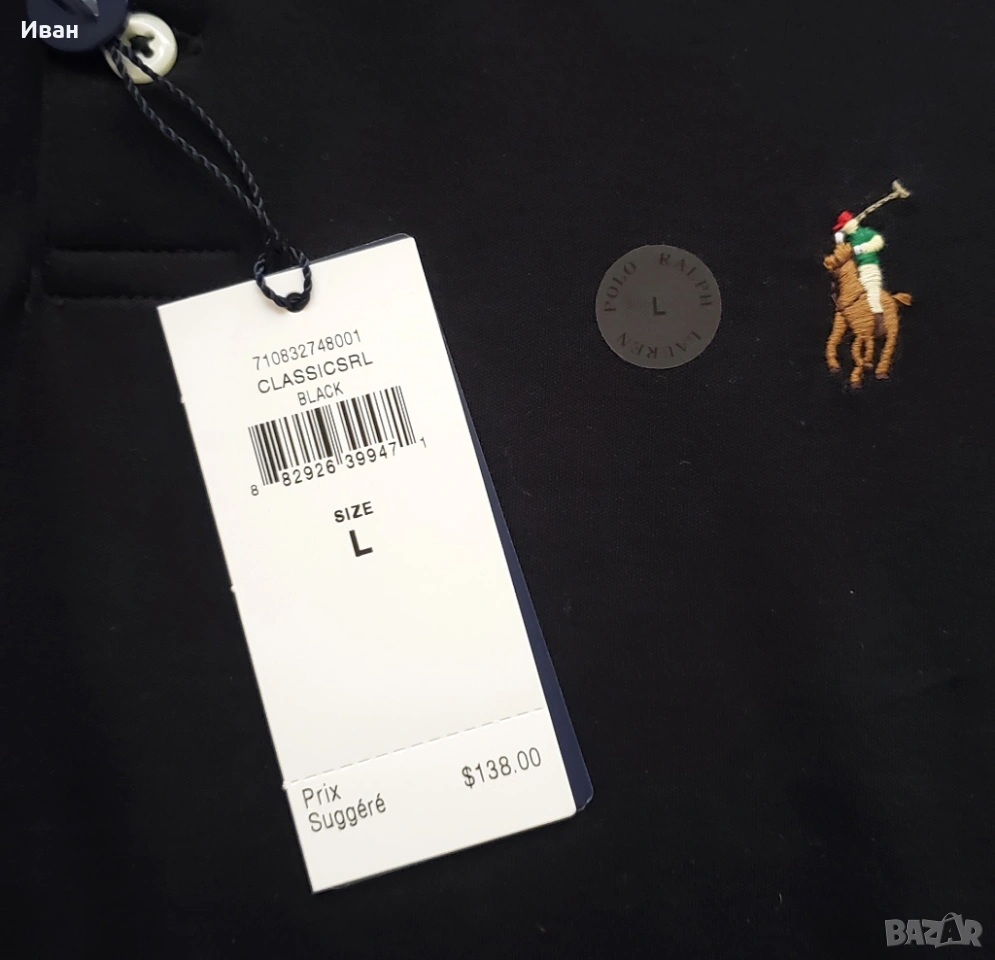 Иван
710832748001
CLASSICSRL
BLACK
8 82926 39947 1
SIZE
L
Prix
Suggéré
$138.00
POLO RALPH LAUREN
L
BAZAR